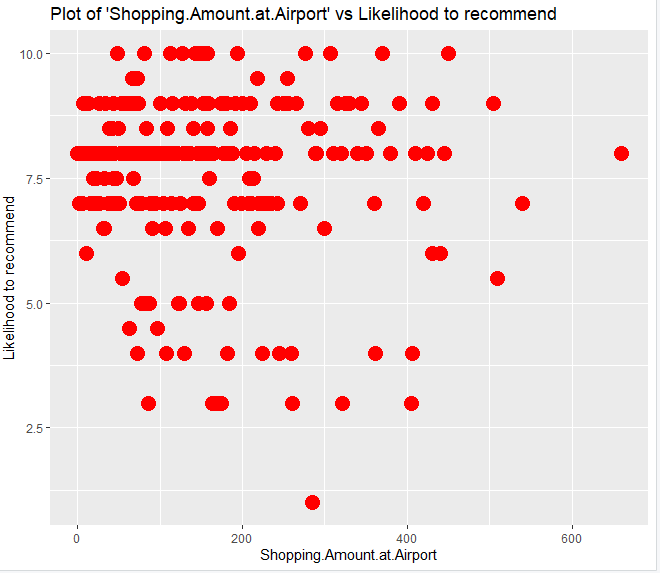 Plot of 'Shopping.Amount.at.Airport' vs Likelihood to recommend
10.0
7.5
5.0
2.5
Likelihood to recommend
0 200 400 600
Shopping.Amount.at.Airport